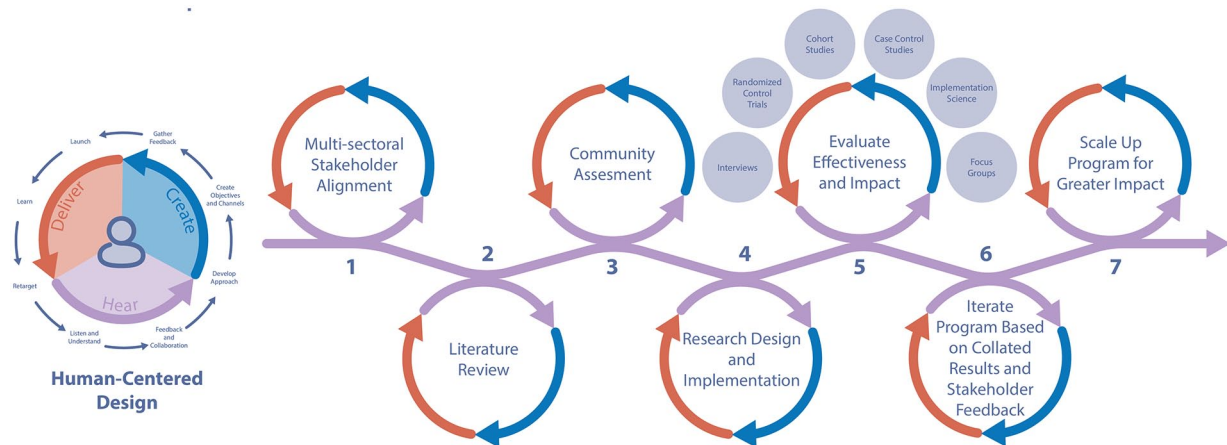 Gather
Feedback
Launch
Learn
Retarget
Listen and
Understand
Feedback
and
Collaboration
Develop
Approach
Create
Objectives
and Channels
Deliver
Create
Hear
Human-Centered
Design
Multi-sectoral
Stakeholder
Alignment
1
2
Literature
Review
Community
Assesment
3
4
Research Design
and
Implementation
Interviews
Randomized
Control
Trials
Cohort
Studies
Case Control
Studies
Implementation
Science
Focus
Groups
Evaluate
Effectiveness
and Impact
5
6
Iterate
Program Based
on Collated
Results and
Stakeholder
Feedback
Scale Up
Program for
Greater Impact
7